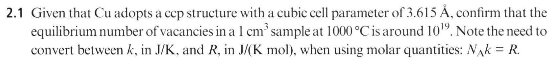 2.1 Given that Cu adopts a ccp structure with a cubic cell parameter of 3.615 Å, confirm that the
equilibrium number of vacancies in a 1 cm³ sample at 1000 °C is around 10¹⁹. Note the need to
convert between k, in J/K, and R, in J/(K mol), when using molar quantities: N_Ak = R.